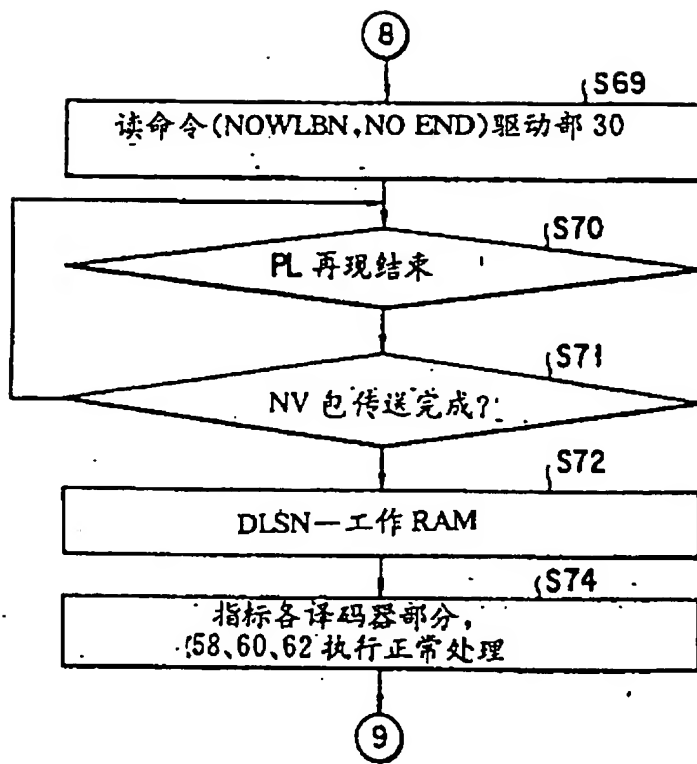 8
S69
读命令(NOWLBN,NO END)驱动部 30
S70
PL 再现结束
S71
NV 包传送完成?
S72
DLSN—工作 RAM
S74
指标各译码器部分,
58、60、62 执行正常处理
9